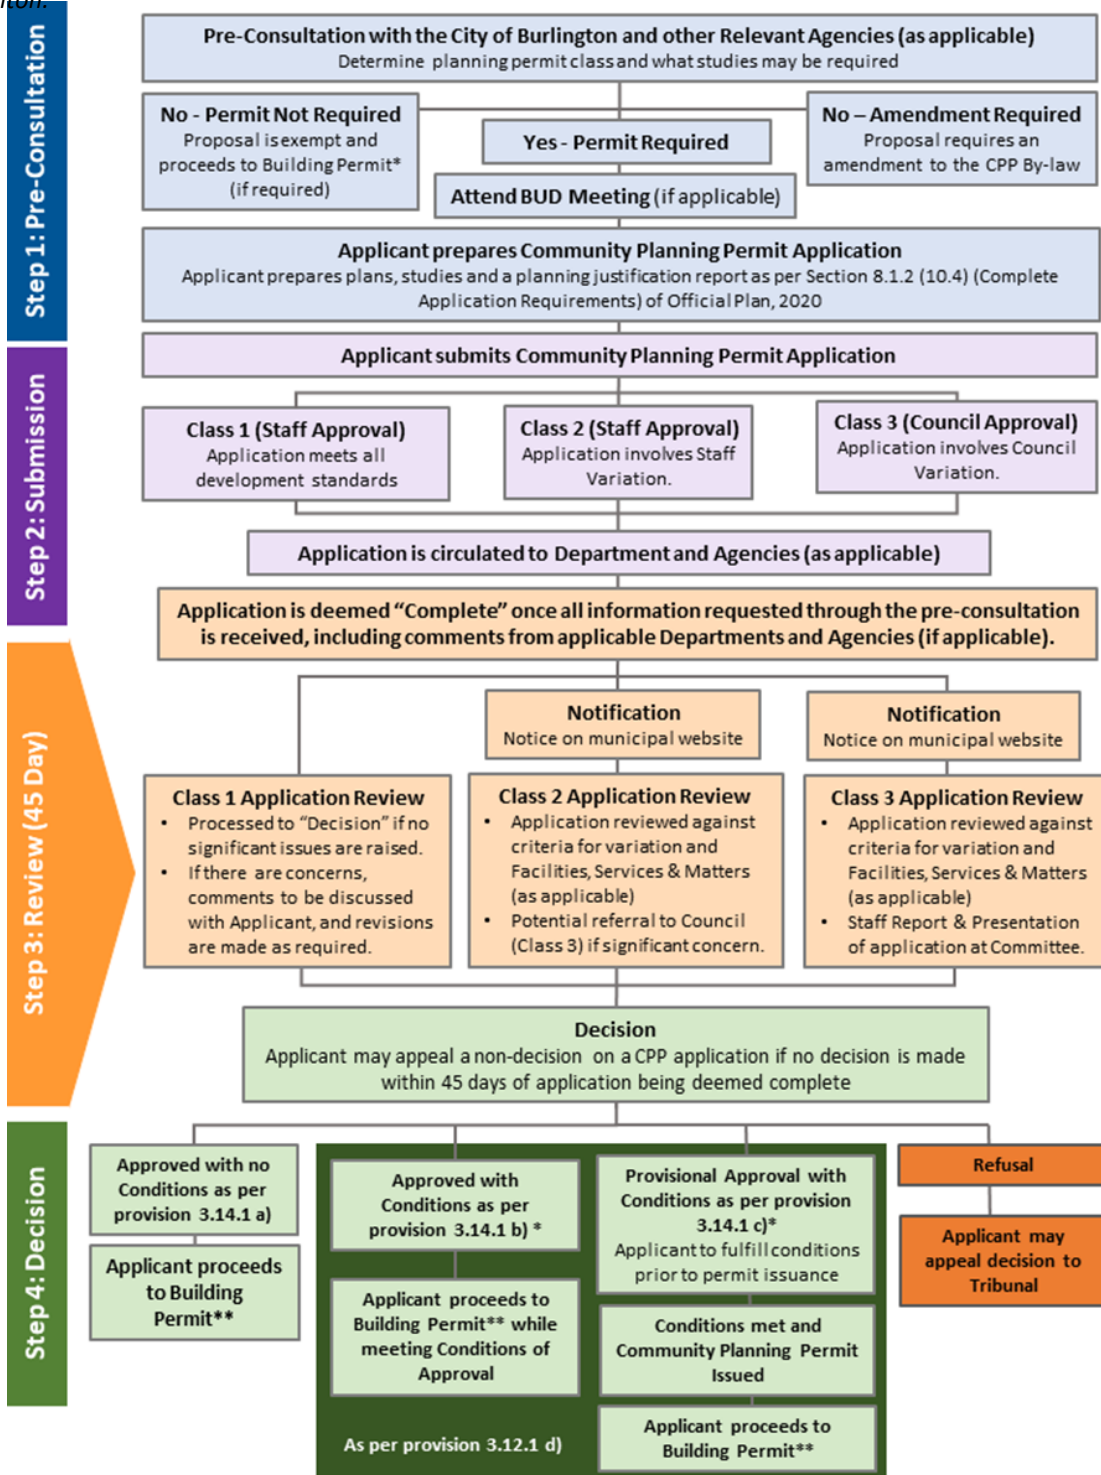 lton.
Step 1: Pre-Consultation
Pre-Consultation with the City of Burlington and other Relevant Agencies (as applicable)
Determine planning permit class and what studies may be required
No - Permit Not Required
Proposal is exempt and
proceeds to Building Permit*
(if required)
Yes - Permit Required
No – Amendment Required
Proposal requires an
amendment to the CPP By-law
Attend BUD Meeting (if applicable)
Applicant prepares Community Planning Permit Application
Applicant prepares plans, studies and a planning justification report as per Section 8.1.2 (10.4) (Complete
Application Requirements) of Official Plan, 2020
Step 2: Submission
Applicant submits Community Planning Permit Application
Class 1 (Staff Approval)
Application meets all
development standards
Class 2 (Staff Approval)
Application involves Staff
Variation.
Class 3 (Council Approval)
Application involves Council
Variation.
Application is circulated to Department and Agencies (as applicable)
Application is deemed “Complete” once all information requested through the pre-consultation
is received, including comments from applicable Departments and Agencies (if applicable).
Step 3: Review (45 Day)
Notification
Notice on municipal website
Notification
Notice on municipal website
Class 1 Application Review
• Processed to “Decision” if no
significant issues are raised.
• If there are concerns,
comments to be discussed
with Applicant, and revisions
are made as required.
Class 2 Application Review
• Application reviewed against
criteria for variation and
Facilities, Services & Matters
(as applicable)
• Potential referral to Council
(Class 3) if significant concern.
Class 3 Application Review
• Application reviewed against
criteria for variation and
Facilities, Services & Matters
(as applicable)
• Staff Report & Presentation
of application at Committee.
Decision
Applicant may appeal a non-decision on a CPP application if no decision is made
within 45 days of application being deemed complete
Step 4: Decision
Approved with no
Conditions as per
provision 3.14.1 a)
Applicant proceeds
to Building
Permit**
Approved with
Conditions as per
provision 3.14.1 b) *
Applicant proceeds to
Building Permit** while
meeting Conditions of
Approval
As per provision 3.12.1 d)
Provisional Approval with
Conditions as per provision
3.14.1 c)*
Applicant to fulfill conditions
prior to permit issuance
Conditions met and
Community Planning Permit
Issued
Applicant proceeds to
Building Permit**
Refusal
Applicant may
appeal decision to
Tribunal